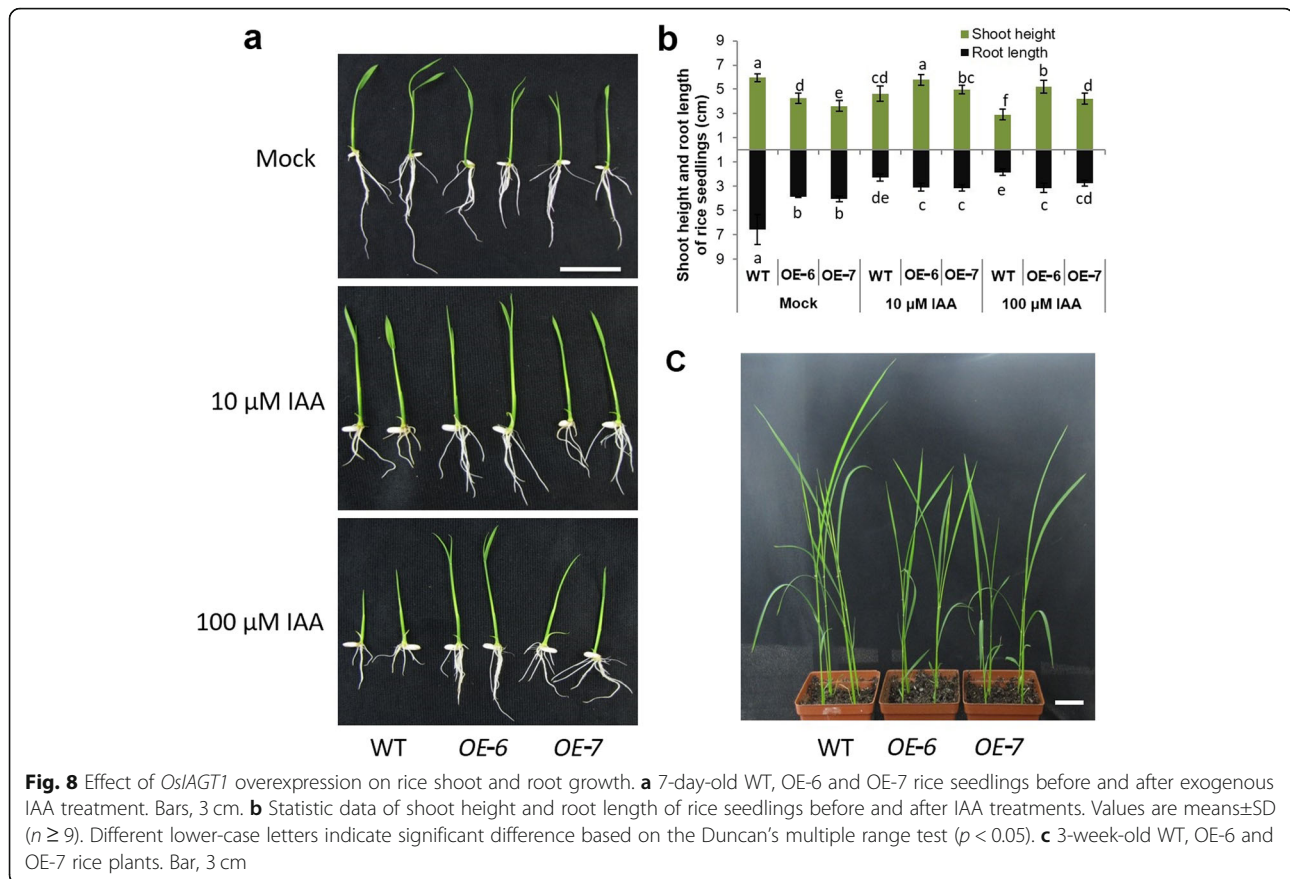 a
Mock
10 µM IAA
100 µM IAA
WT OE-6 OE-7
b
Shoot height
Root length
Shoot height and root length
of rice seedlings (cm)
9
7
5
3
1
1
3
5
7
9
a d e cd a bc f b d
a b b de c c e c cd
WT OE-6 OE-7 WT OE-6 OE-7 WT OE-6 OE-7
Mock 10 µM IAA 100 µM IAA
c
WT OE-6 OE-7
Fig. 8 Effect of OsIAGT1 overexpression on rice shoot and root growth. a 7-day-old WT, OE-6 and OE-7 rice seedlings before and after exogenous
IAA treatment. Bars, 3 cm. b Statistic data of shoot height and root length of rice seedlings before and after IAA treatments. Values are means±SD
(n ≥ 9). Different lower-case letters indicate significant difference based on the Duncan's multiple range test (p < 0.05). c 3-week-old WT, OE-6 and
OE-7 rice plants. Bar, 3 cm